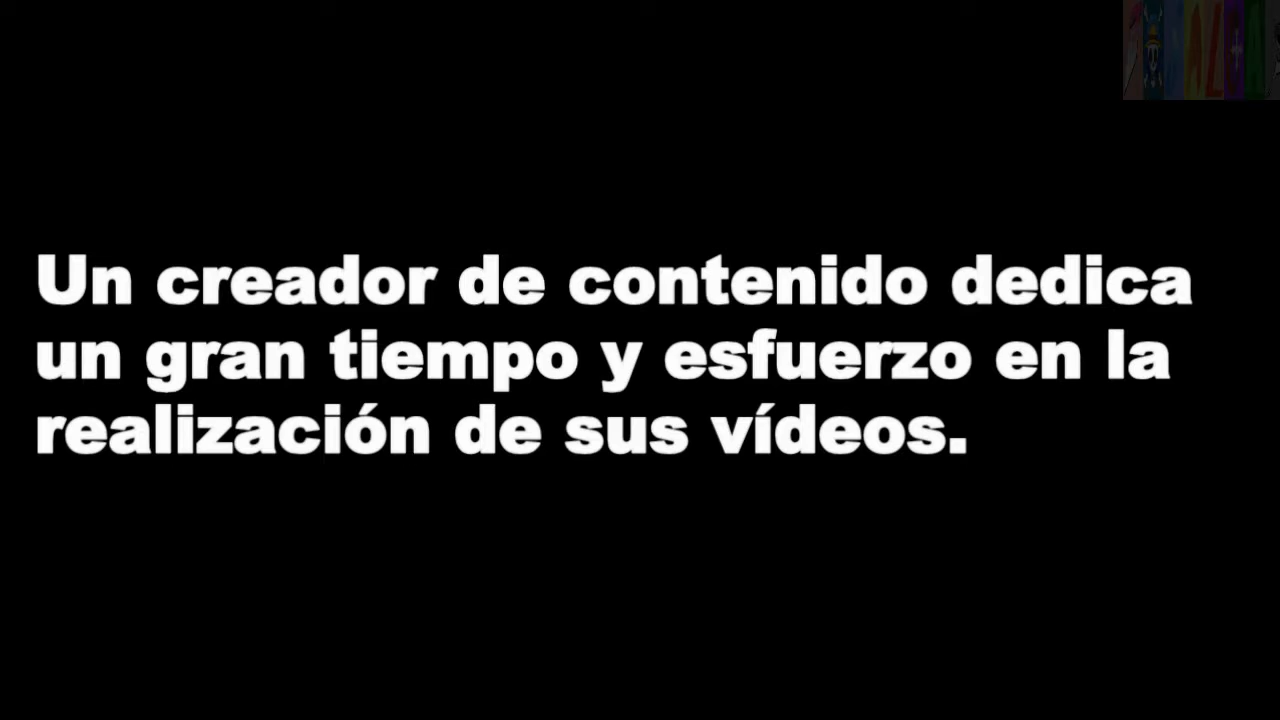 Un creador de contenido dedica
un gran tiempo y esfuerzo en la
realización de sus vídeos.